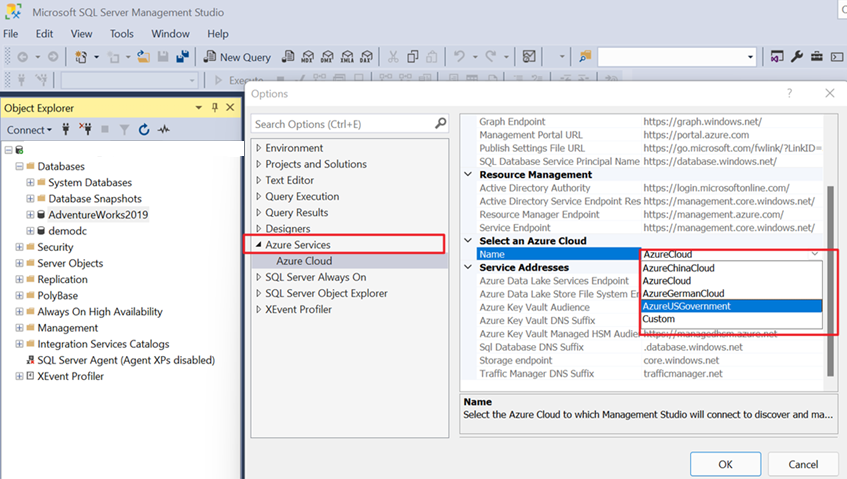 Microsoft SQL Server Management Studio
File Edit View Tools Window Help
New Query
MDX DMX XMLA DAX
Execute
Object Explorer
Connect
Databases
System Databases
Database Snapshots
AdventureWorks2019
democ
Security
Server Objects
Replication
PolyBase
Always On High Availability
Management
Integration Services Catalogs
SQL Server Agent (Agent XPs disabled)
XEvent Profiler
Options
?
Search Options (Ctrl+E)
Environment
Projects and Solutions
Text Editor
Query Execution
Query Results
Designers
Azure Services
Azure Cloud
SQL Server Always On
SQL Server Object Explorer
XEvent Profiler
Graph Endpoint https://graph.windows.net/
Management Portal URL https://portal.azure.com
Publish Settings File URL https://go.microsoft.com/fwlink/?LinkID=
SQL Database Service Principal Name https://database.windows.net/
Resource Management
Active Directory Authority https://login.microsoftonline.com/
Active Directory Service Endpoint Res https://management.core.windows.net/
Resource Manager Endpoint https://management.azure.com/
Service Endpoint https://management.core.windows.net/
Select an Azure Cloud
Name AzureCloud
AzureChinaCloud
AzureCloud
AzureGermanCloud
AzureUSGovernment
Custom
Service Addresses
Azure Data Lake Services Endpoint
Azure Data Lake Store File System En
Azure Key Vault Audience
Azure Key Vault DNS Suffix
Azure Key Vault Managed HSM Audie https://managedhsm.azure.net
Sql Database DNS Suffix .database.windows.net
Storage endpoint core.windows.net
Traffic Manager DNS Suffix trafficmanager.net
Name
Select the Azure Cloud to which Management Studio will connect to discover and ma...
OK Cancel